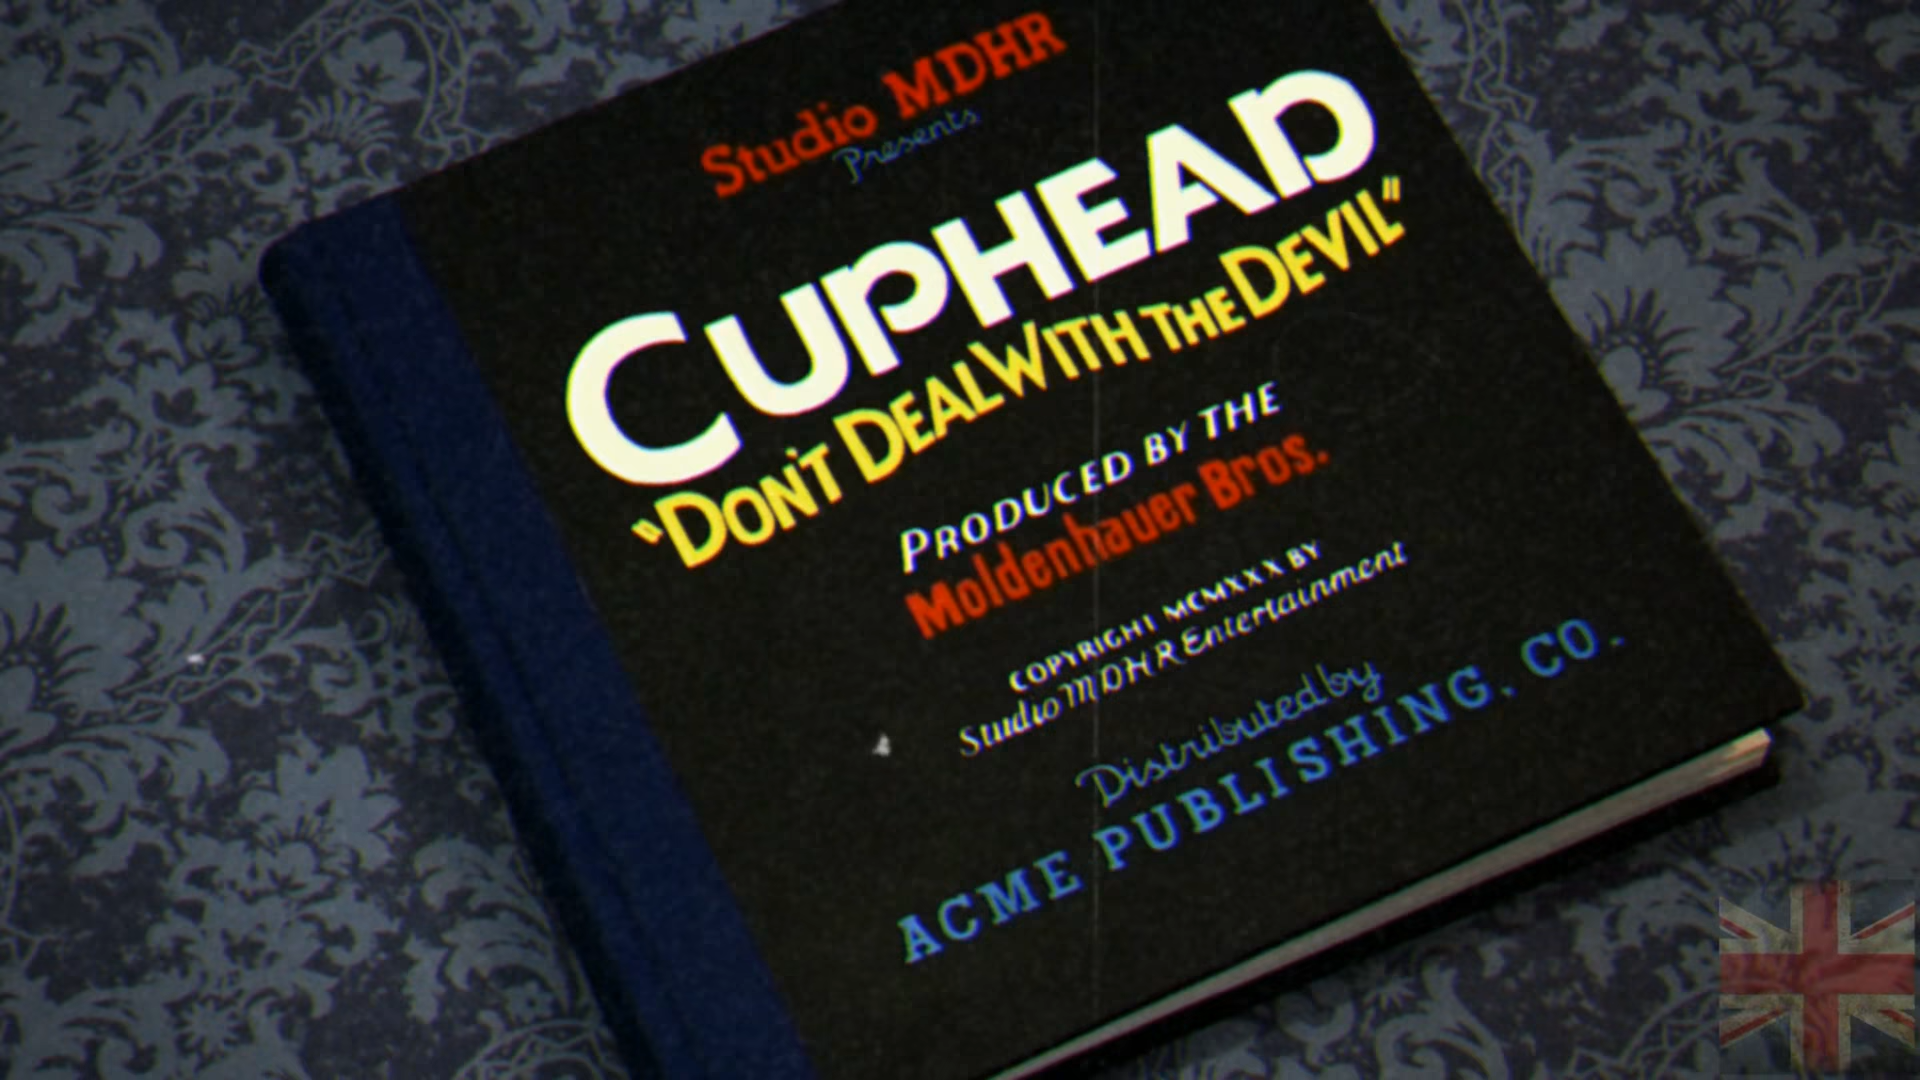 Studio MDHR
Presents
CUPHEAD
"DON'T DEAL WITH THE DEVIL"
PRODUCED BY THE
Moldenhauer Bros.
COPYRIGHT MCMXXX BY
Studio MDHR Entertainment
Distributed by
ACME PUBLISHING. CO.